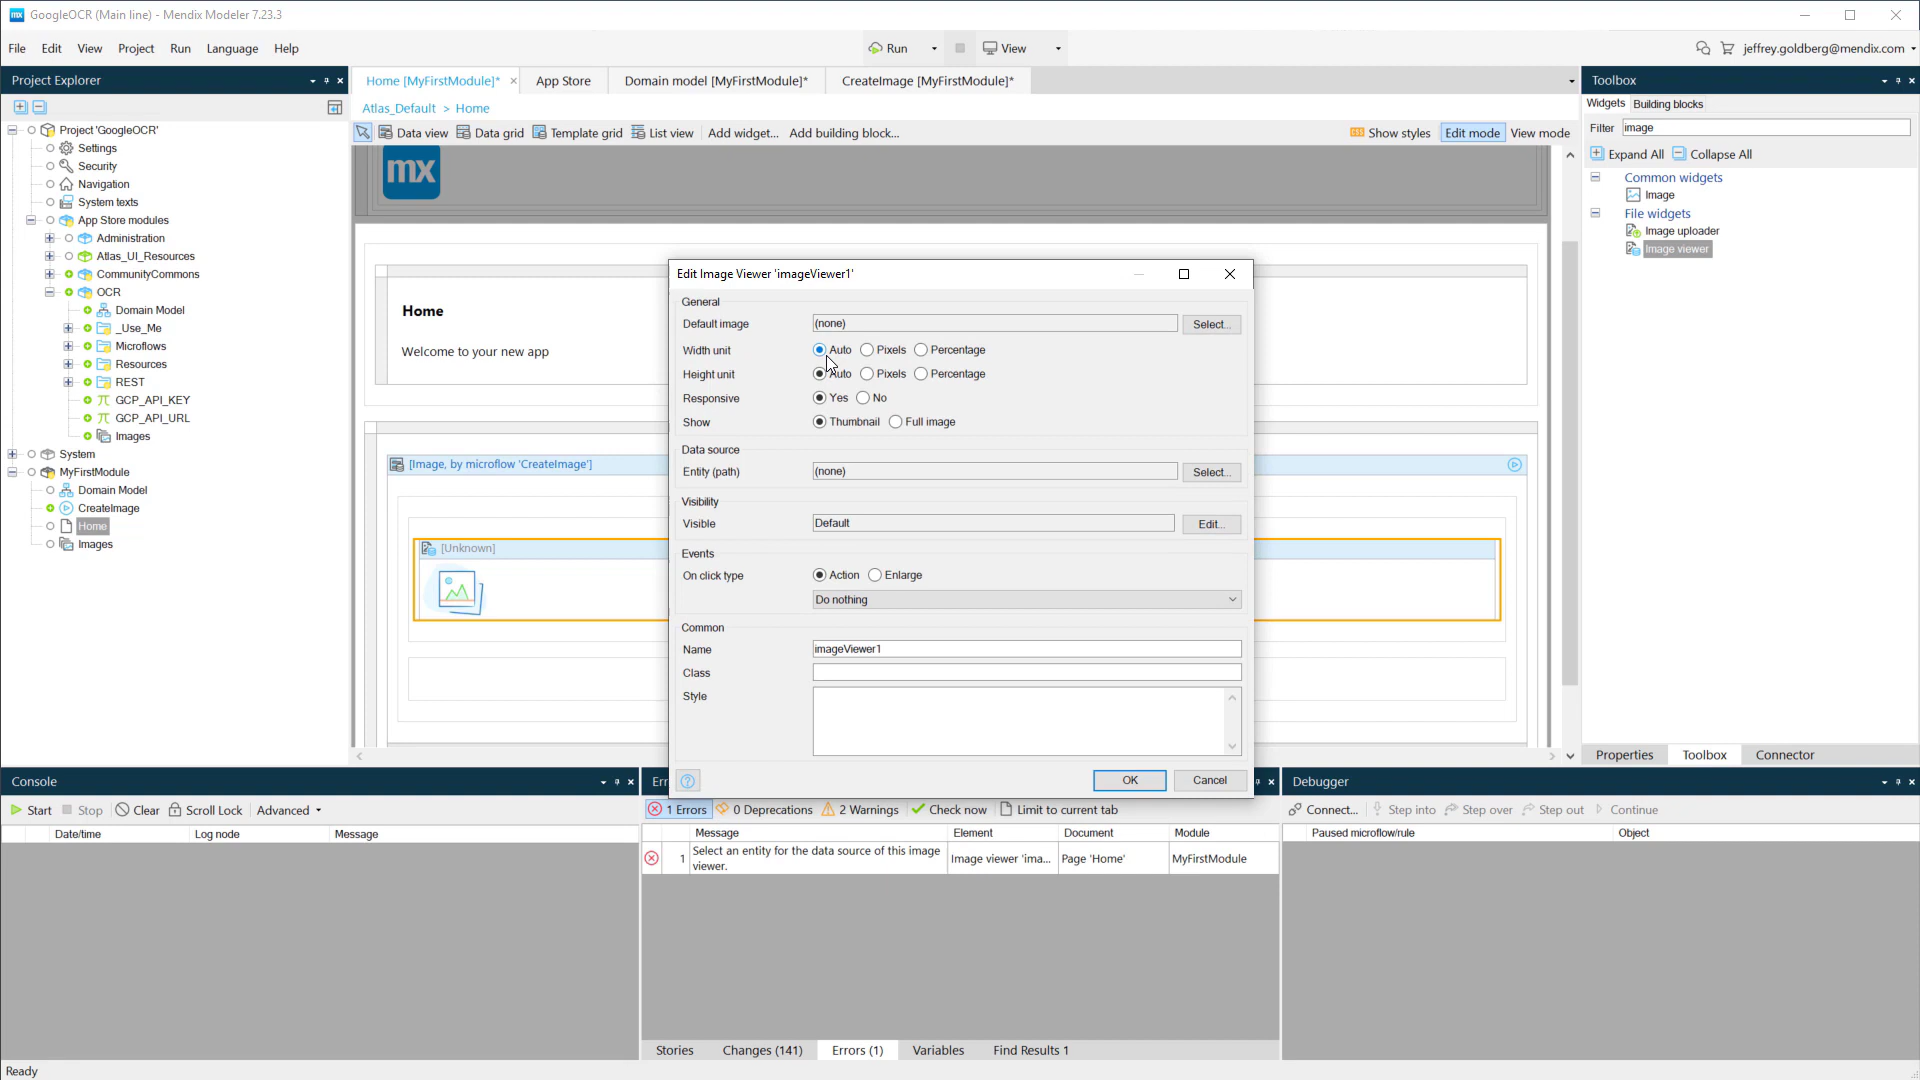 GoogleOCR (Main line) - Mendix Modeler 7.23.3
File Edit View Project Run Language Help
Run View
jeffrey.goldberg@mendix.com
Project Explorer
Project 'GoogleOCR'
Settings
Security
Navigation
System texts
App Store modules
Administration
Atlas_UI_Resources
CommunityCommons
OCR
Domain Model
_Use_Me
Microflows
Resources
REST
GCP_API_KEY
GCP_API_URL
Images
System
MyFirstModule
Domain Model
CreateImage
Home
Images
Home [MyFirstModule]* App Store Domain model [MyFirstModule]* CreateImage [MyFirstModule]*
Atlas_Default > Home
Data view Data grid Template grid List view Add widget... Add building block... Show styles Edit mode View mode
mx
Home
Welcome to your new app
[Image, by microflow 'CreateImage']
[Unknown]
Edit Image Viewer 'imageViewer1'
General
Default image (none) Select...
Width unit Auto Pixels Percentage
Height unit Auto Pixels Percentage
Responsive Yes No
Show Thumbnail Full image
Data source
Entity (path) (none) Select...
Visibility
Visible Default Edit...
Events
On click type Action Enlarge
Do nothing
Common
Name imageViewer1
Class
Style
OK Cancel
Toolbox
Widgets Building blocks
Filter image
Expand All Collapse All
Common widgets
Image
File widgets
Image uploader
Image viewer
Properties Toolbox Connector
Console
Start Stop Clear Scroll Lock Advanced
Date/time Log node Message
Err
1 Errors 0 Deprecations 2 Warnings Check now Limit to current tab
Message Element Document Module
1 Select an entity for the data source of this image viewer. Image viewer 'ima... Page 'Home' MyFirstModule
Stories Changes (141) Errors (1) Variables Find Results 1
Debugger
Connect... Step into Step over Step out Continue
Paused microflow/rule Object
Ready